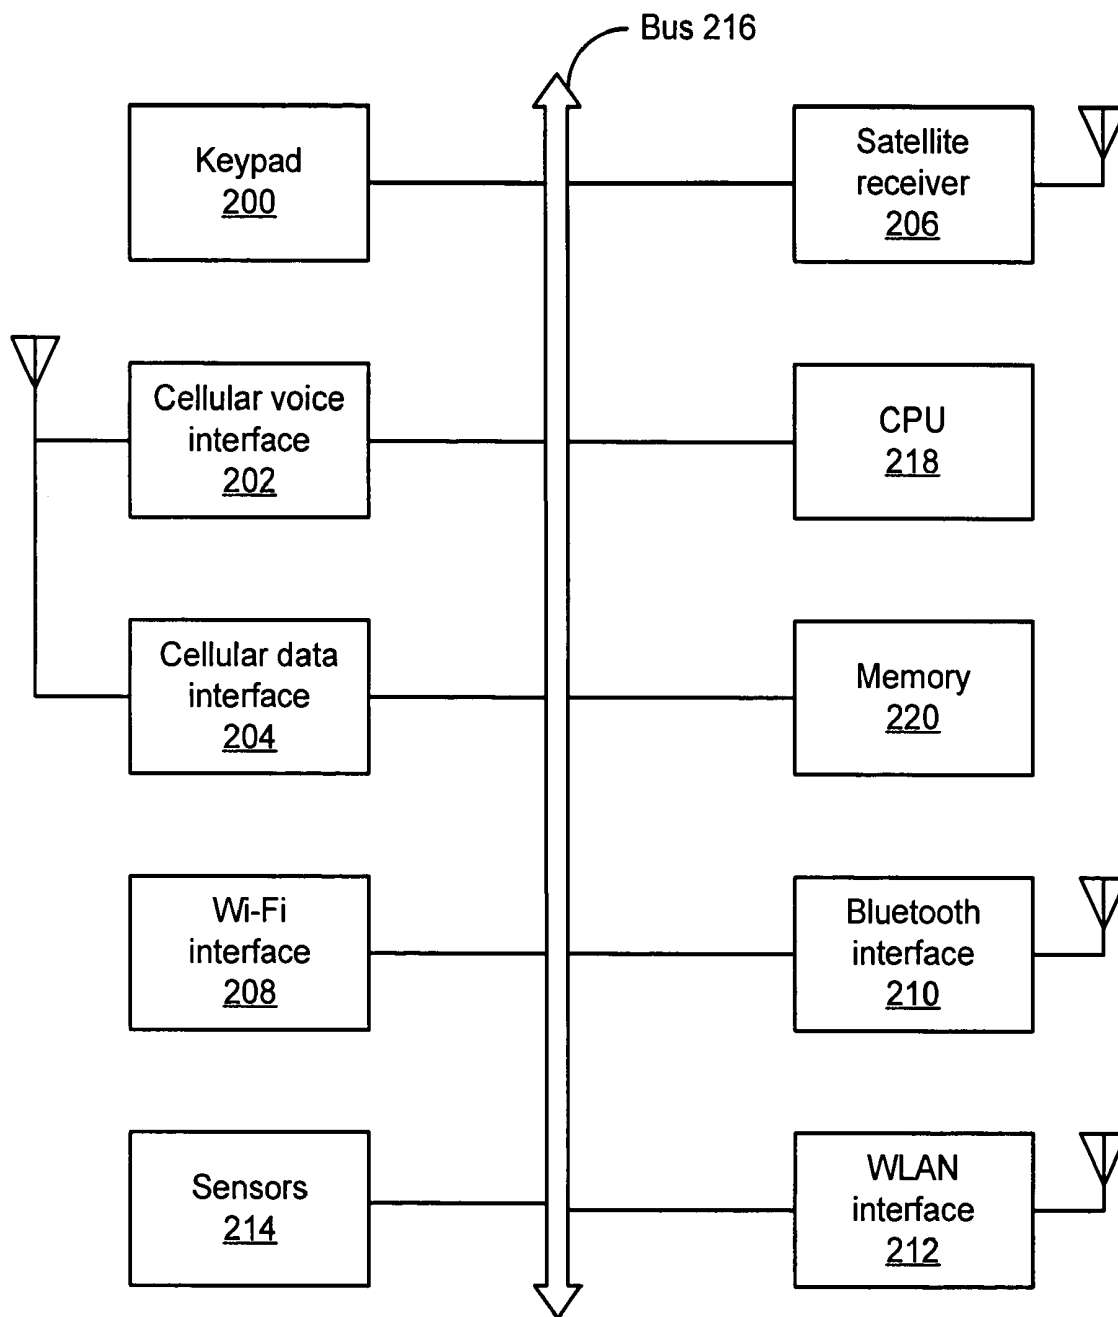 Bus 216
Keypad
200
Satellite
receiver
206
Cellular voice
interface
202
CPU
218
Cellular data
interface
204
Memory
220
Wi-Fi
interface
208
Bluetooth
interface
210
Sensors
214
WLAN
interface
212